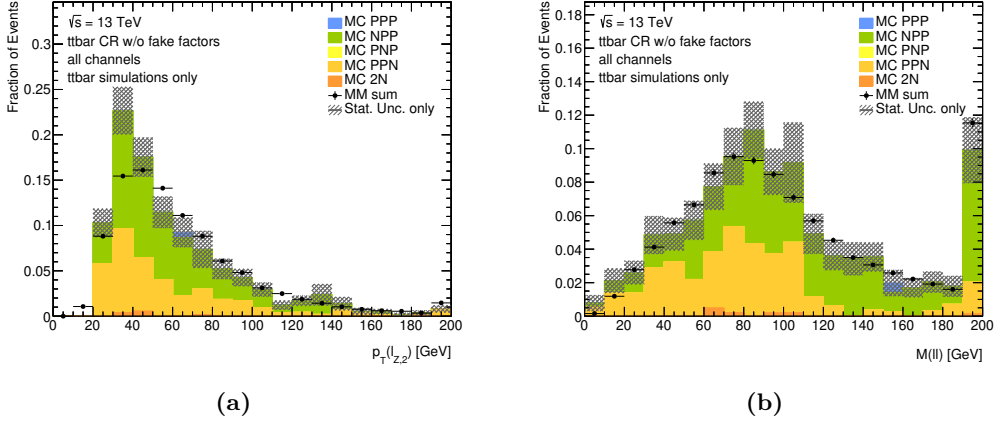 Fraction of Events
√s = 13 TeV
ttbar CR w/o fake factors
all channels
ttbar simulations only
MC PPP
MC NPP
MC PNP
MC PPN
MC 2N
MM sum
Stat. Unc. only
0.3
0.25
0.2
0.15
0.1
0.05
0
0 20 40 60 80 100 120 140 160 180 200
p_T(l_Z,2) [GeV]
(a)
Fraction of Events
√s = 13 TeV
ttbar CR w/o fake factors
all channels
ttbar simulations only
MC PPP
MC NPP
MC PNP
MC PPN
MC 2N
MM sum
Stat. Unc. only
0.18
0.16
0.14
0.12
0.1
0.08
0.06
0.04
0.02
0
0 20 40 60 80 100 120 140 160 180 200
M(ll) [GeV]
(b)